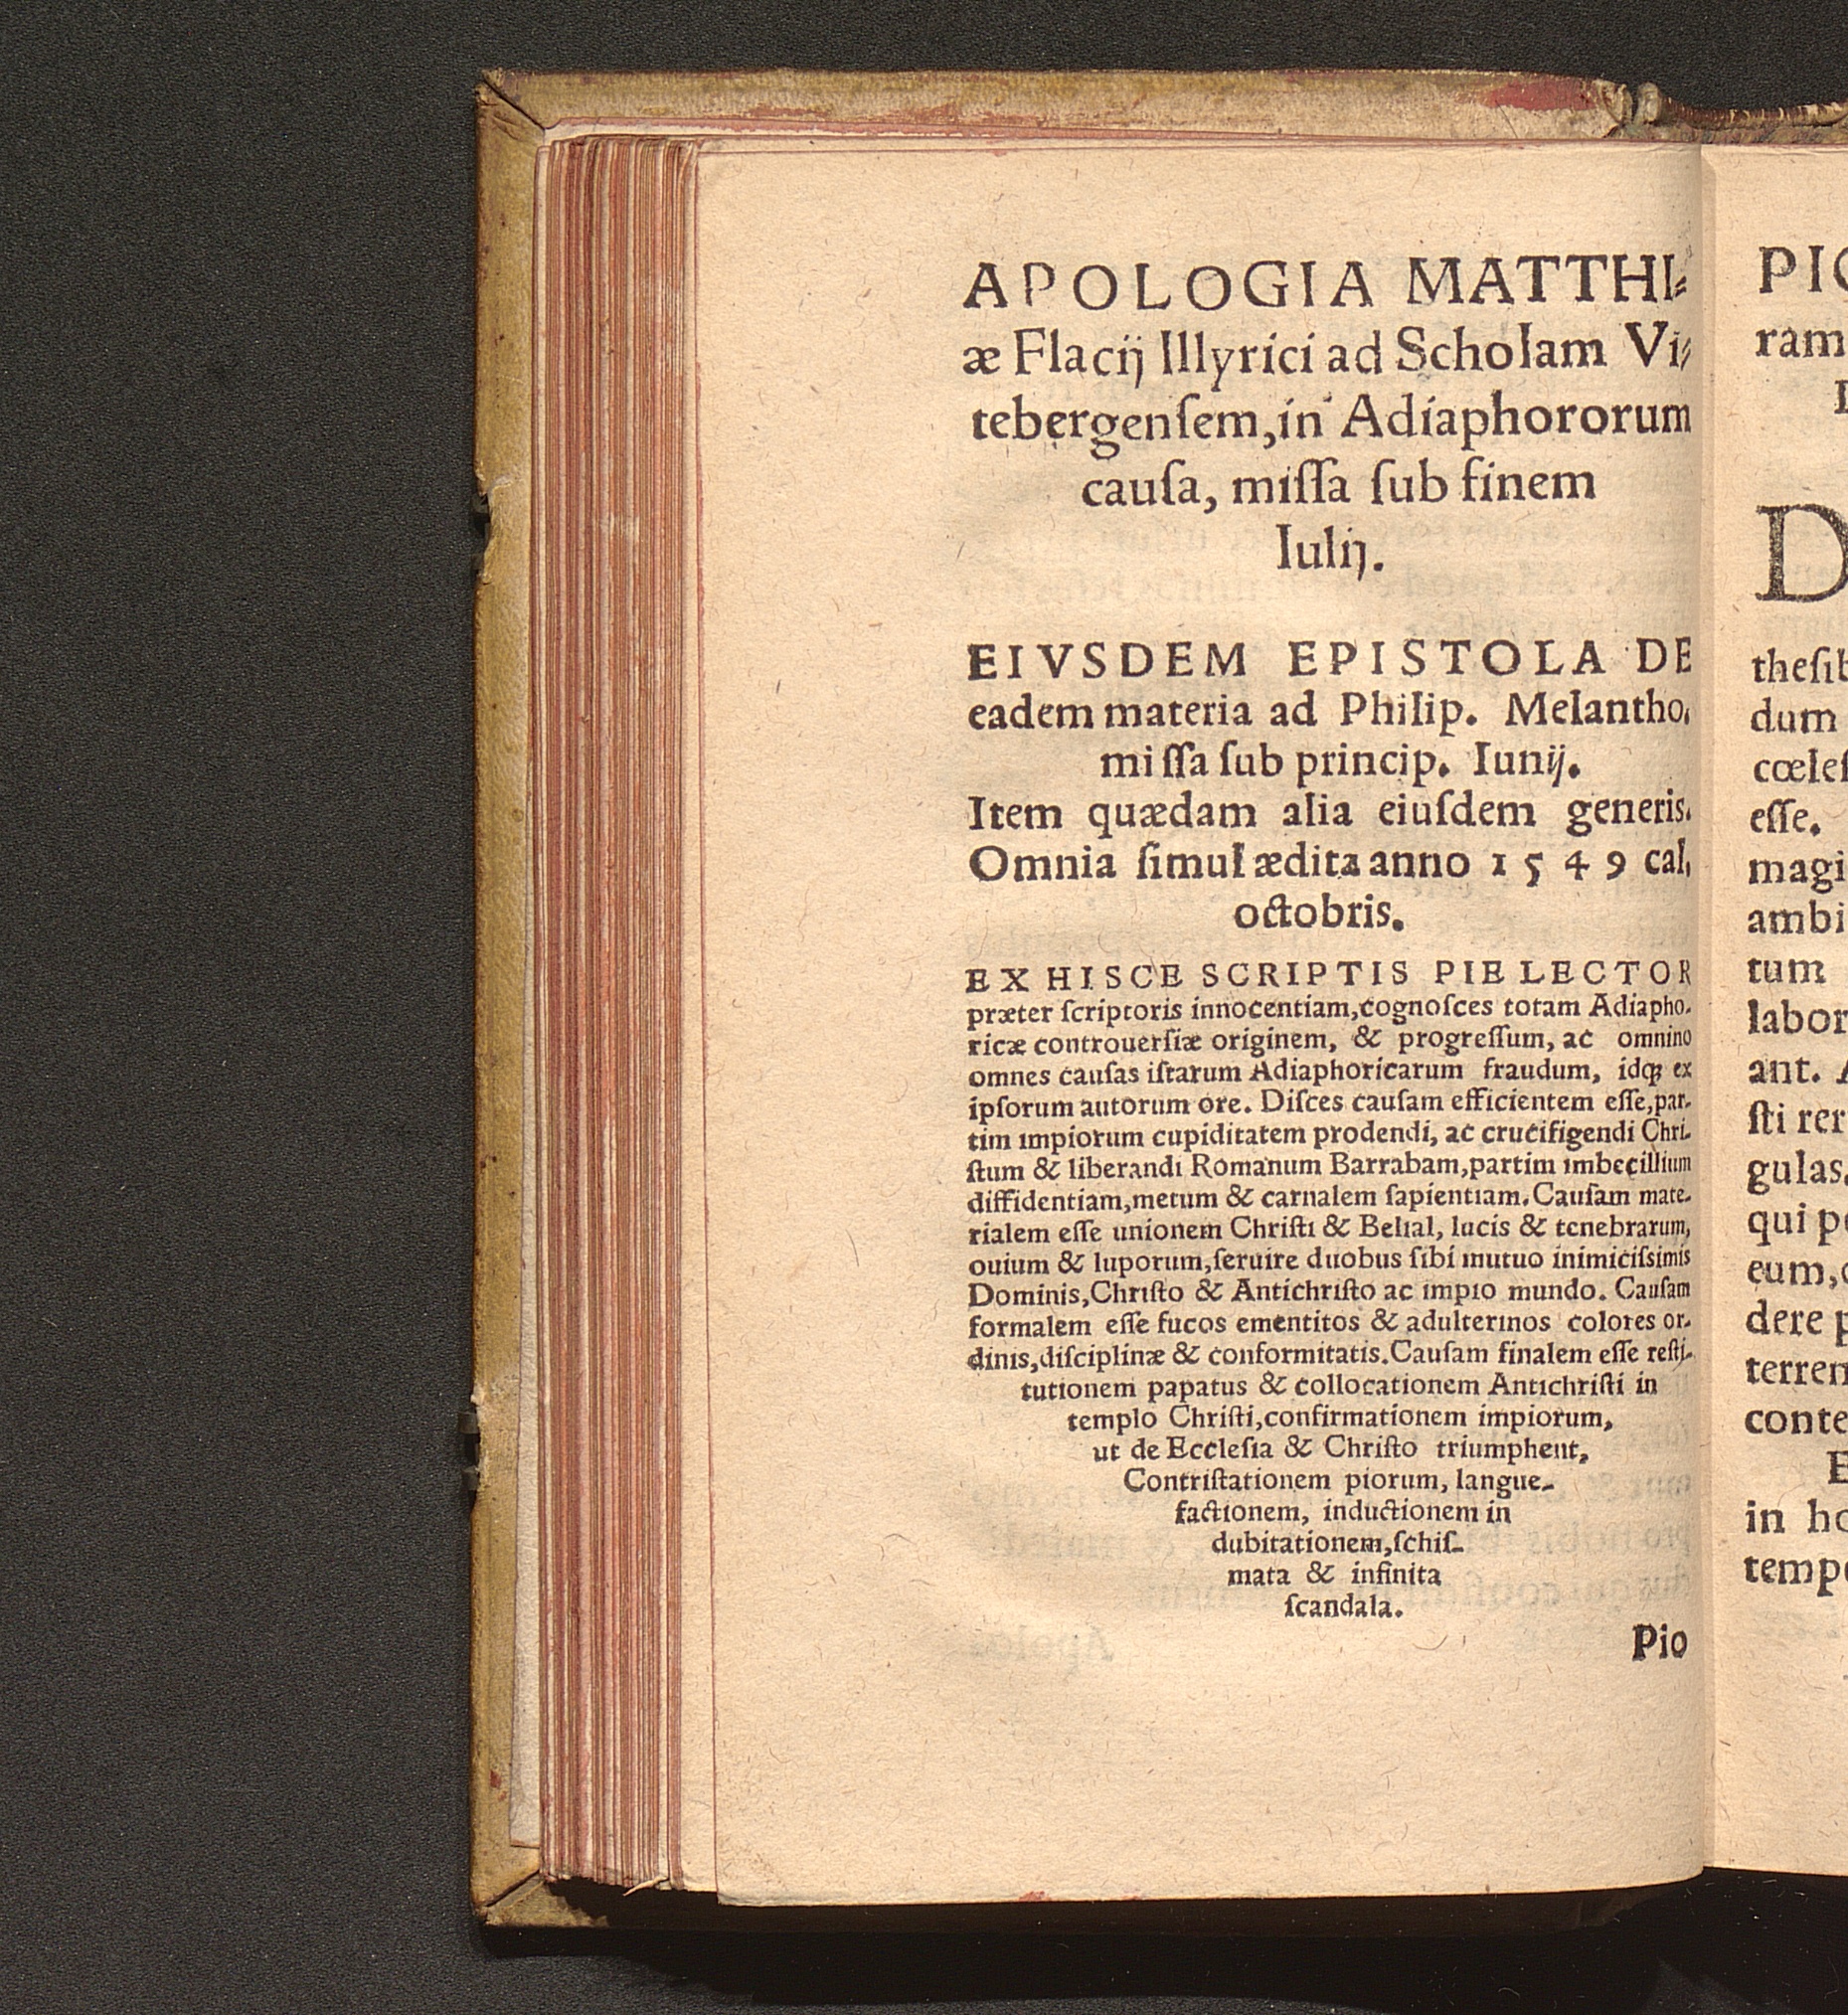 APOLOGIA MATTHI⸗
æ Flacij Illyrici ad Scholam Vi⸗
tebergenſem, in Adiaphororum
cauſa, miſſa ſub finem
Iulij.
EIVSDEM EPISTOLA DE
eadem materia ad Philip. Melantho.
miſſa ſub princip. Iunij.
Item quædam alia eiuſdem generis.
Omnia ſimul ædita anno 1549 cal.
octobris.
EX HISCE SCRIPTIS PIE LECTOR
præter ſcriptoris innocentiam, cognoſces totam Adiapho-
ricæ controuerſiæ originem, & progreſſum, ac omnino
omnes cauſas iſtarum Adiaphoricarum fraudum, idqꝫ ex
ipſorum autorum ore. Diſces cauſam efficientem eſſe, par-
tim impiorum cupiditatem prodendi, ac crucifigendi Chri-
ſtum & liberandi Romanum Barrabam, partim imbecillium
diffidentiam, metum & carnalem ſapientiam. Cauſam mate-
rialem eſſe unionem Chriſti & Belial, lucis & tenebrarum,
ouium & luporum, ſeruire duobus ſibi mutuo inimiciſsimis
Dominis, Chriſto & Antichriſto ac impio mundo. Cauſam
formalem eſſe fucos ementitos & adulterinos colores or-
dinis, diſciplinæ & conformitatis. Cauſam finalem eſſe reſti-
tutionem papatus & collocationem Antichriſti in
templo Chriſti, confirmationem impiorum,
ut de Eccleſia & Chriſto triumphent,
Contriſtationem piorum, langue-
factionem, inductionem in
dubitationem, ſchiſ-
mata & infinita
ſcandala.
Pio
ram
D
theſib
dum
cœleſ
eſſe.
magi
ambi
tum
labor
ant.
ſti rer
gulas,
qui pe
eum,
dere p
terren
conte
E
in ho
tempo